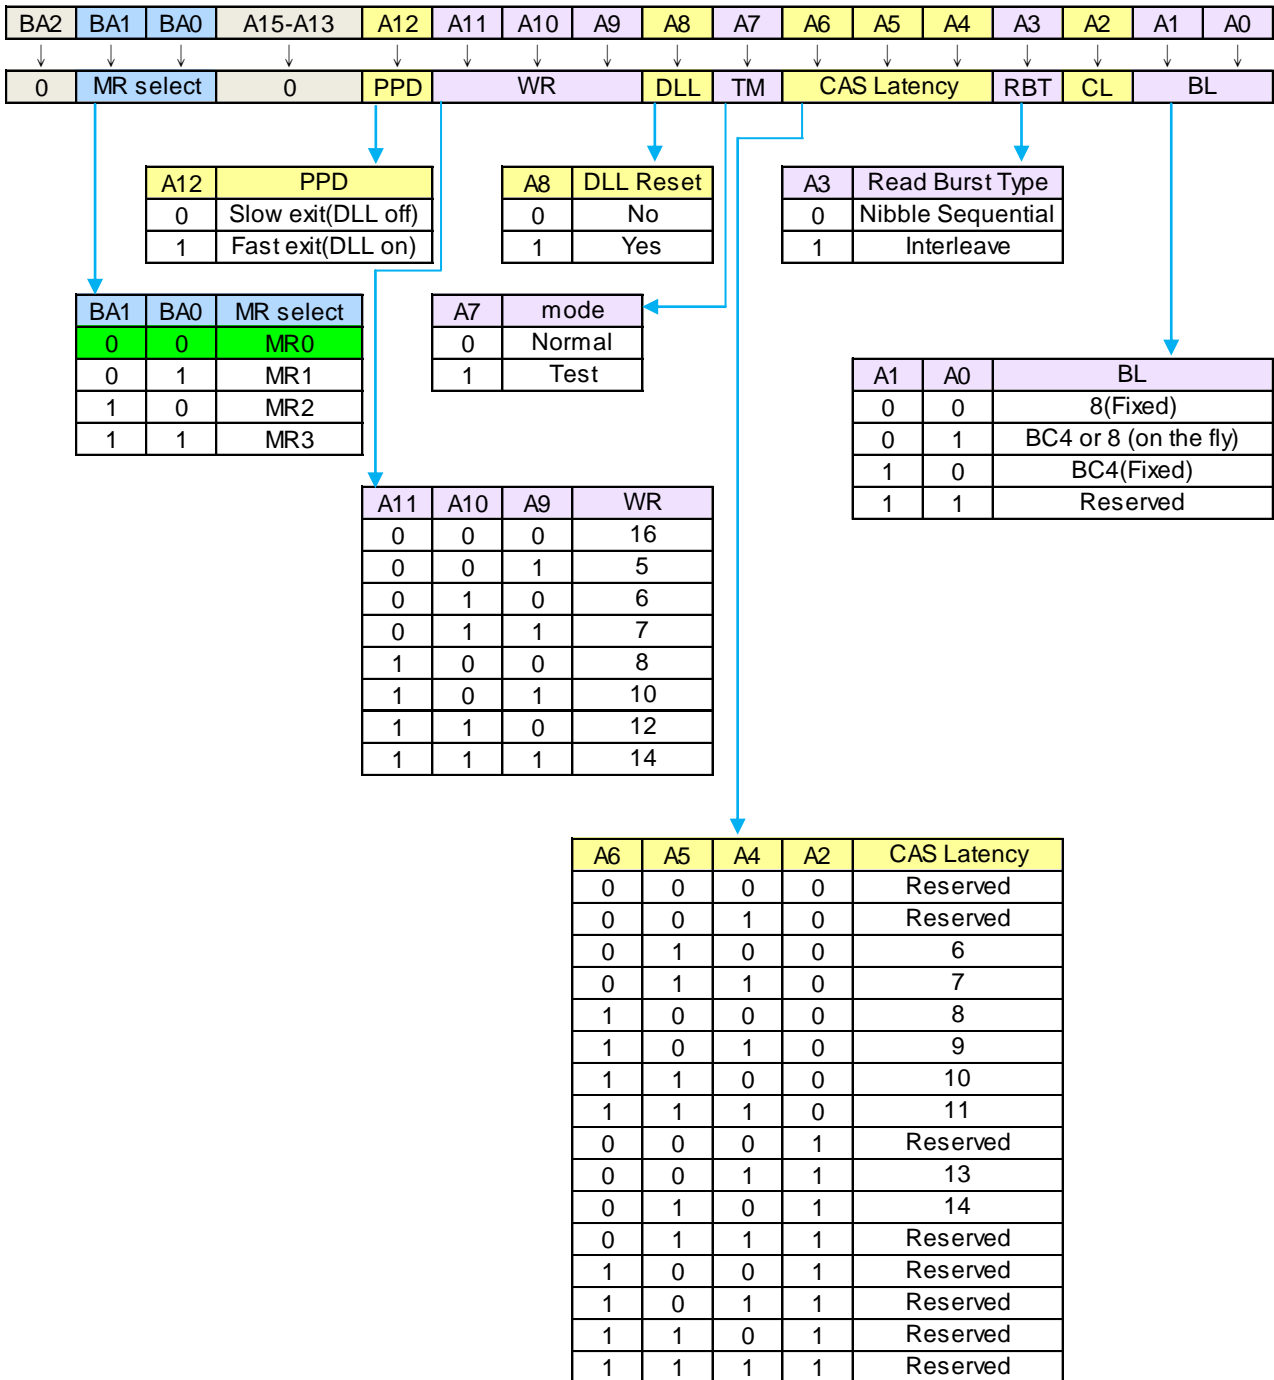 BA2 BA1 BA0 A15-A13 A12 A11 A10 A9 A8 A7 A6 A5 A4 A3 A2 A1 A0
0 MR select 0 PPD WR DLL TM CAS Latency RBT CL BL
A12 PPD
0 Slow exit(DLL off)
1 Fast exit(DLL on)
A8 DLL Reset
0 No
1 Yes
A3 Read Burst Type
0 Nibble Sequential
1 Interleave
BA1 BA0 MR select
0 0 MR0
0 1 MR1
1 0 MR2
1 1 MR3
A7 mode
0 Normal
1 Test
A1 A0 BL
0 0 8(Fixed)
0 1 BC4 or 8 (on the fly)
1 0 BC4(Fixed)
1 1 Reserved
A11 A10 A9 WR
0 0 0 16
0 0 1 5
0 1 0 6
0 1 1 7
1 0 0 8
1 0 1 10
1 1 0 12
1 1 1 14
A6 A5 A4 A2 CAS Latency
0 0 0 0 Reserved
0 0 1 0 Reserved
0 1 0 0 6
0 1 1 0 7
1 0 0 0 8
1 0 1 0 9
1 1 0 0 10
1 1 1 0 11
0 0 0 1 Reserved
0 0 1 1 13
0 1 0 1 14
0 1 1 1 Reserved
1 0 0 1 Reserved
1 0 1 1 Reserved
1 1 0 1 Reserved
1 1 1 1 Reserved